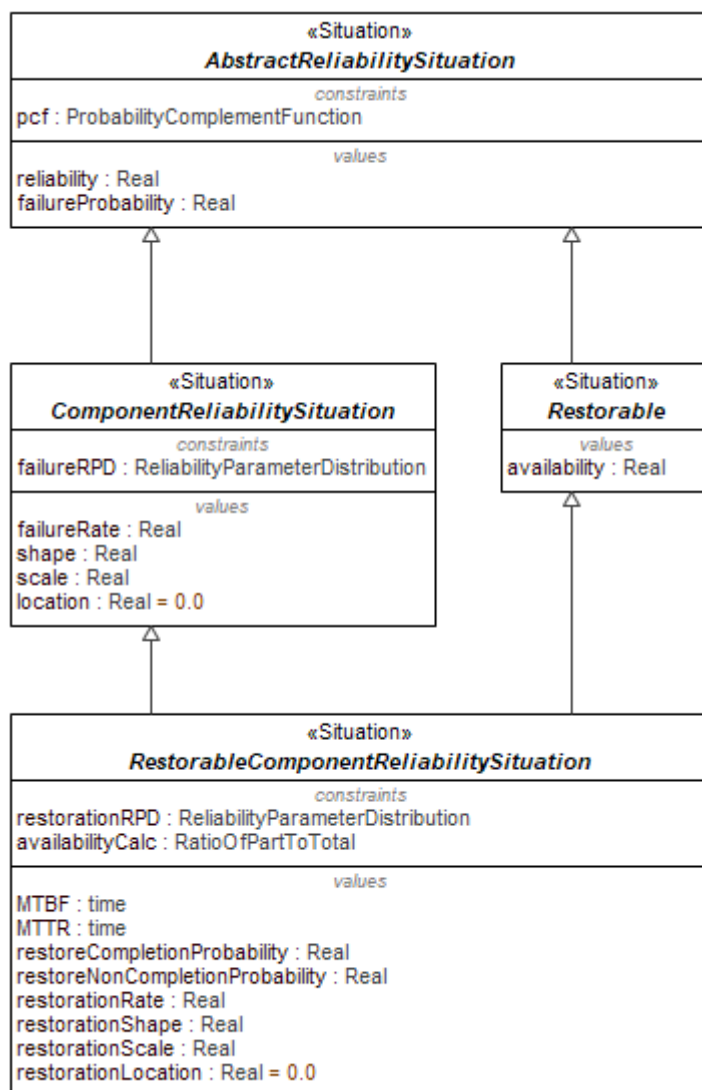 «Situation»
AbstractReliabilitySituation
constraints
pcf : ProbabilityComplementFunction
values
reliability : Real
failureProbability : Real
«Situation»
ComponentReliabilitySituation
constraints
failureRPD : ReliabilityParameterDistribution
values
failureRate : Real
shape : Real
scale : Real
location : Real = 0.0
«Situation»
Restorable
values
availability : Real
«Situation»
RestorableComponentReliabilitySituation
constraints
restorationRPD : ReliabilityParameterDistribution
availabilityCalc : RatioOfPartToTotal
values
MTBF : time
MTTR : time
restoreCompletionProbability : Real
restoreNonCompletionProbability : Real
restorationRate : Real
restorationShape : Real
restorationScale : Real
restorationLocation : Real = 0.0